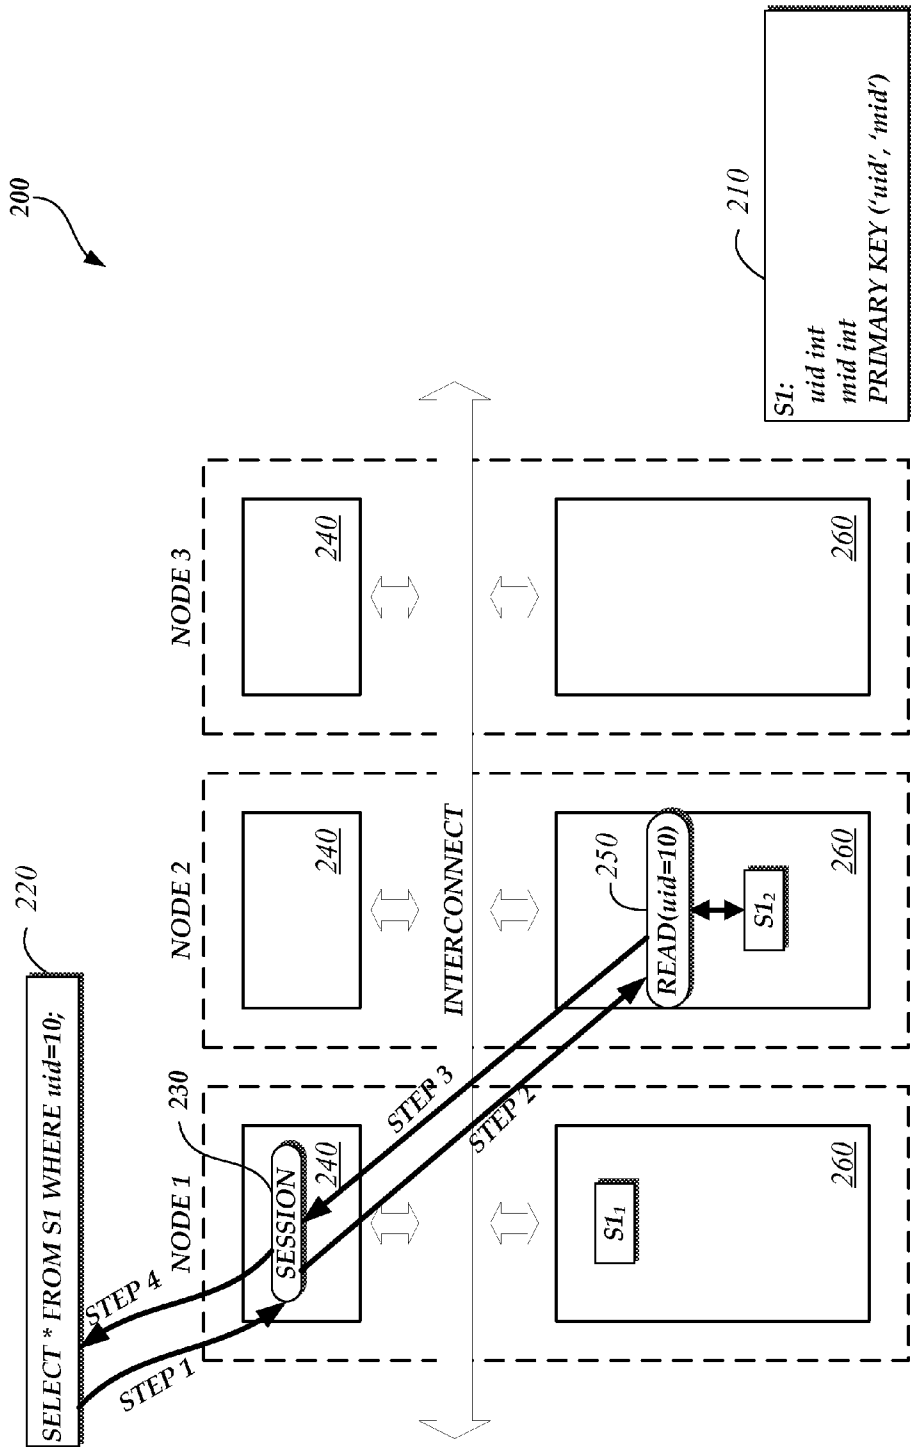 200
SELECT * FROM S1 WHERE uid=10;
220
STEP 1
STEP 4
230
NODE 1
NODE 2
NODE 3
SESSION
240
240
240
STEP 3
STEP 2
INTERCONNECT
250
READ(uid=10)
S1₁
S1₂
260
260
260
210
S1:
uid int
mid int
PRIMARY KEY ('uid', 'mid')